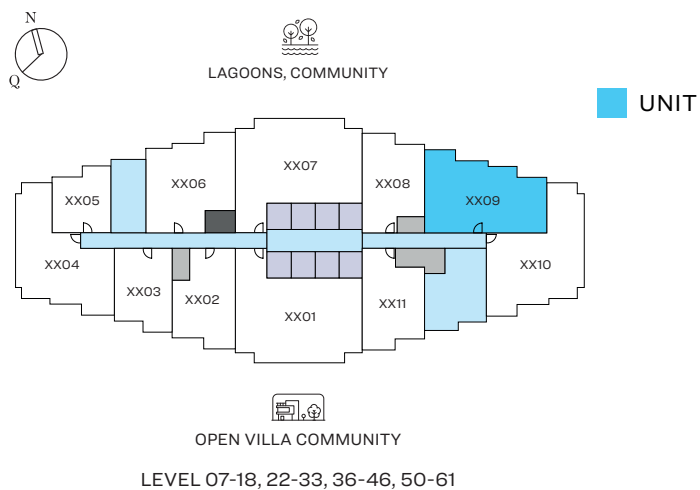 N
Q
LAGOONS, COMMUNITY
UNIT
XX07
XX06
XX08
XX05
XX09
XX04
XX10
XX03
XX02
XX01
XX11
OPEN VILLA COMMUNITY
LEVEL 07-18, 22-33, 36-46, 50-61